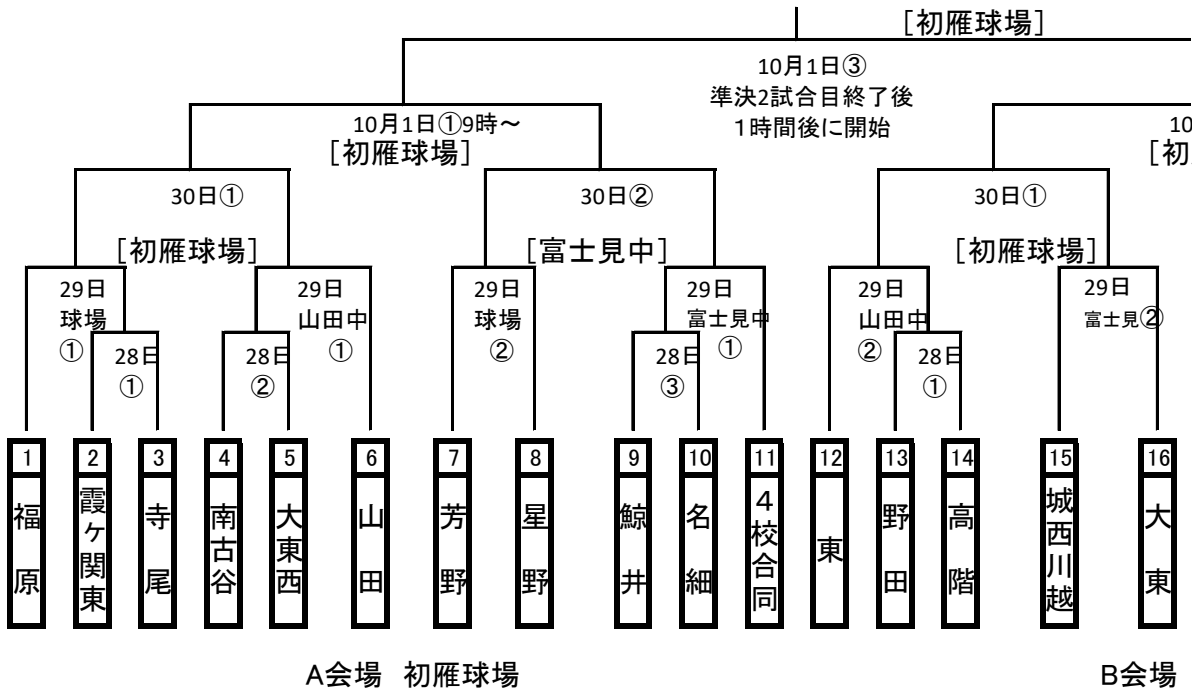 [初雁球場]
10月1日③
準決2試合目終了後
1時間後に開始
10月1日①9時～
[初雁球場]
10
[初
30日①
[初雁球場]
30日②
[富士見中]
30日①
[初雁球場]
29日
球場
①
29日
山田中
①
29日
球場
②
29日
富士見中
①
29日
山田中
②
29日
富士見②
28日
①
28日
②
28日
③
28日
①
1 2 3 4 5 6 7 8 9 10 11 12 13 14 15 16
福原
霞ヶ関東
寺尾
南古谷
大東西
山田
芳野
星野
鯨井
名細
4校合同
東
野田
高階
城西川越
大東
A会場 初雁球場
B会場